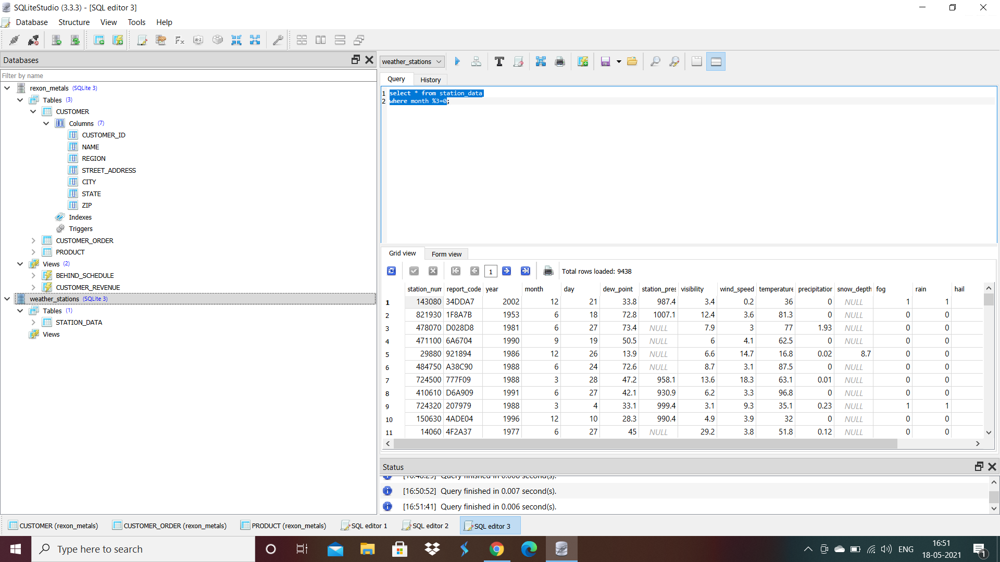 SQLiteStudio (3.3.3) - [SQL editor 3]
Database Structure View Tools Help
Databases
Filter by name
rexon_metals (SQLite 3)
Tables (3)
CUSTOMER
Columns (7)
CUSTOMER_ID
NAME
REGION
STREET_ADDRESS
CITY
STATE
ZIP
Indexes
Triggers
CUSTOMER_ORDER
PRODUCT
Views (2)
BEHIND_SCHEDULE
CUSTOMER_REVENUE
weather_stations (SQLite 3)
Tables (1)
STATION_DATA
Views
weather_stations
Query History
1 select * from station_data
2 where month %3=0;
Grid view Form view
1 Total rows loaded: 9438
station_num report_code year month day dew_point station_pres visibility wind_speed temperature precipitation snow_depth fog rain hail
1 143080 34DDA7 2002 12 21 33.8 987.4 3.4 0.2 36 0 NULL 1 1
2 821930 1F8A7B 1953 6 18 72.8 1007.1 12.4 3.6 81.3 0 NULL 0 0
3 478070 D028D8 1981 6 27 73.4 NULL 7.9 3 77 1.93 NULL 0 0
4 471100 6A6704 1990 9 19 50.5 NULL 6 4.1 62.5 0 NULL 0 0
5 29880 921894 1986 12 26 13.9 NULL 6.6 14.7 16.8 0.02 8.7 0 0
6 484750 A38C90 1988 6 24 72.6 NULL 8.7 3.1 87.5 0 NULL 0 0
7 724500 777F09 1988 3 28 47.2 958.1 13.6 18.3 63.1 0.01 NULL 0 0
8 410610 D6A909 1991 6 27 42.1 930.9 6.2 3.3 96.8 0 NULL 0 0
9 724320 207979 1988 3 4 33.1 999.4 3.1 9.3 35.1 0.23 NULL 1 1
10 150630 4ADE04 1996 12 10 28.3 990.4 4.9 3.9 32 0 NULL 0 0
11 14060 4F2A37 1977 6 27 45 NULL 29.2 3.8 51.8 0.12 NULL 0 0
Status
[16:48:29] Query finished in 0.008 second(s).
[16:50:52] Query finished in 0.007 second(s).
[16:51:41] Query finished in 0.006 second(s).
CUSTOMER (rexon_metals) CUSTOMER_ORDER (rexon_metals) PRODUCT (rexon_metals) SQL editor 1 SQL editor 2 SQL editor 3
Type here to search
ENG
16:51
18-05-2021
1